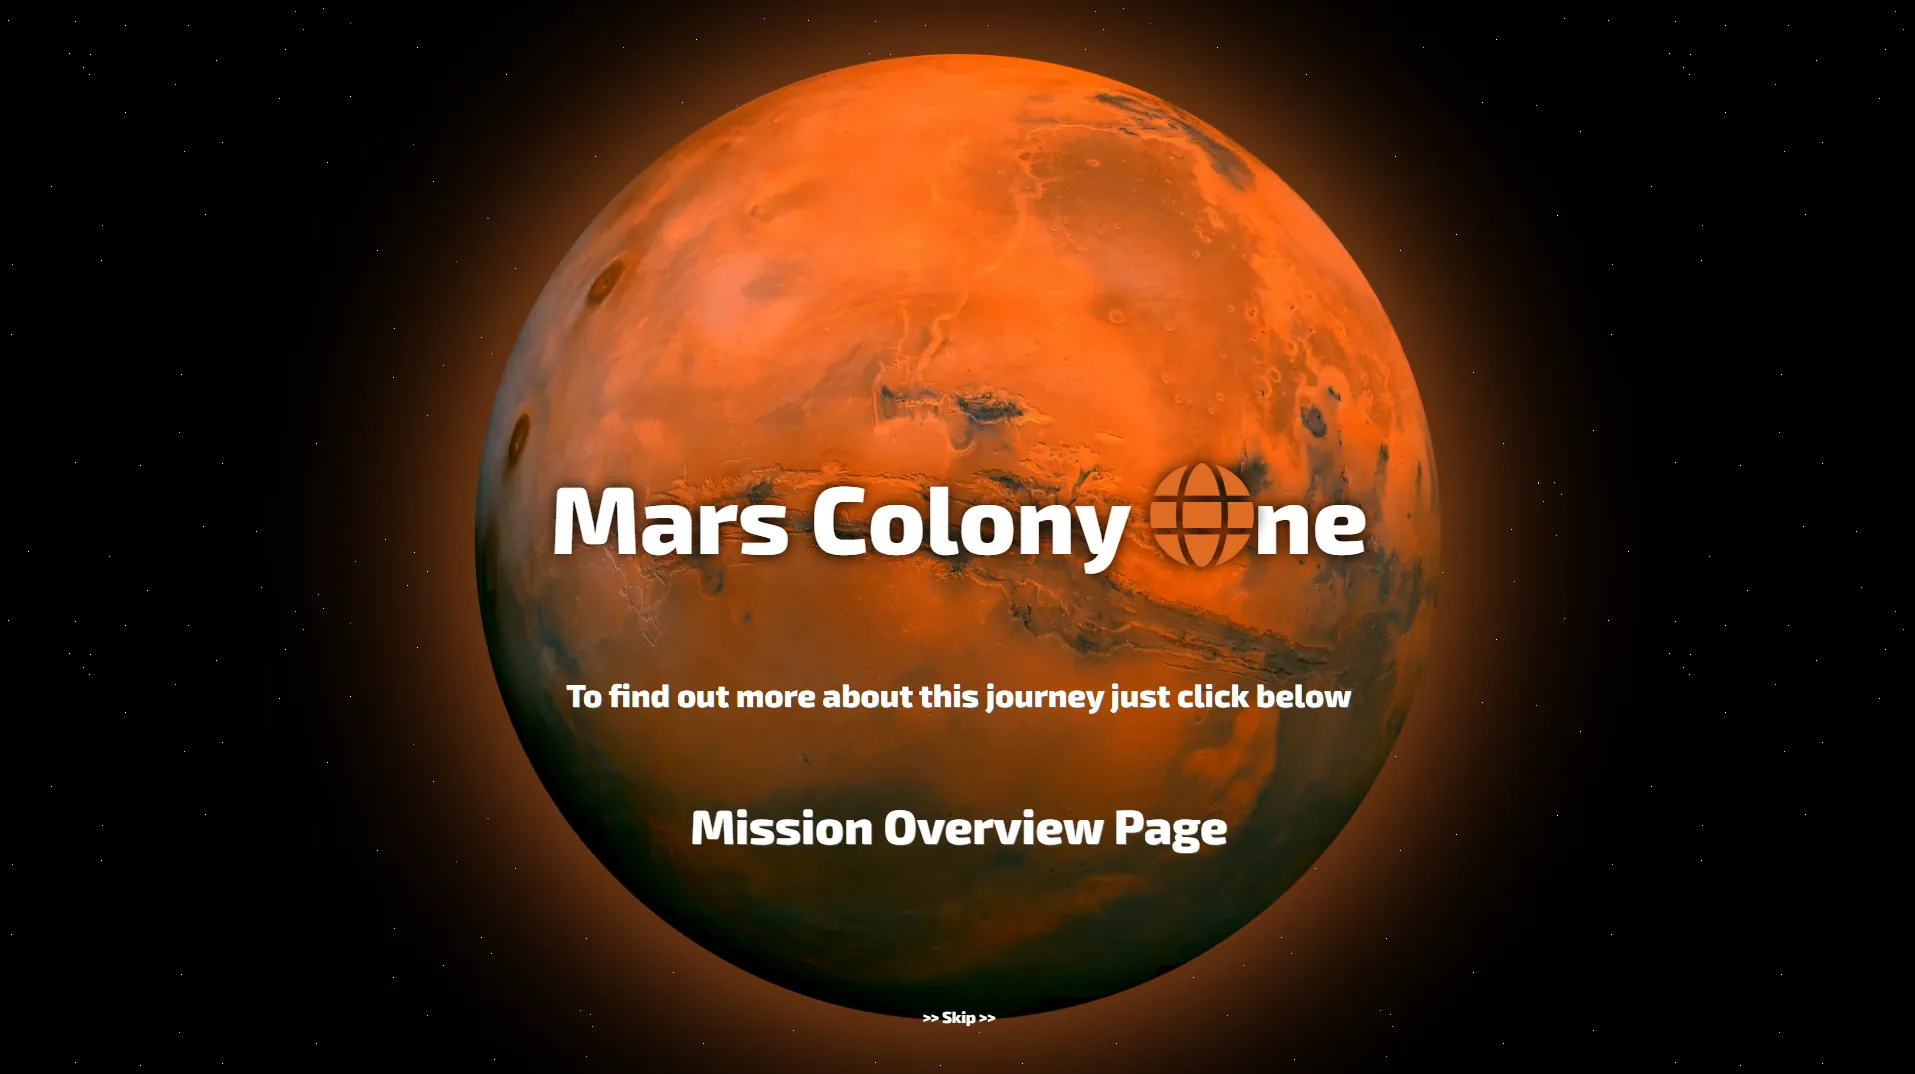 Mars Colony One
To find out more about this journey just click below
Mission Overview Page
>> Skip >>